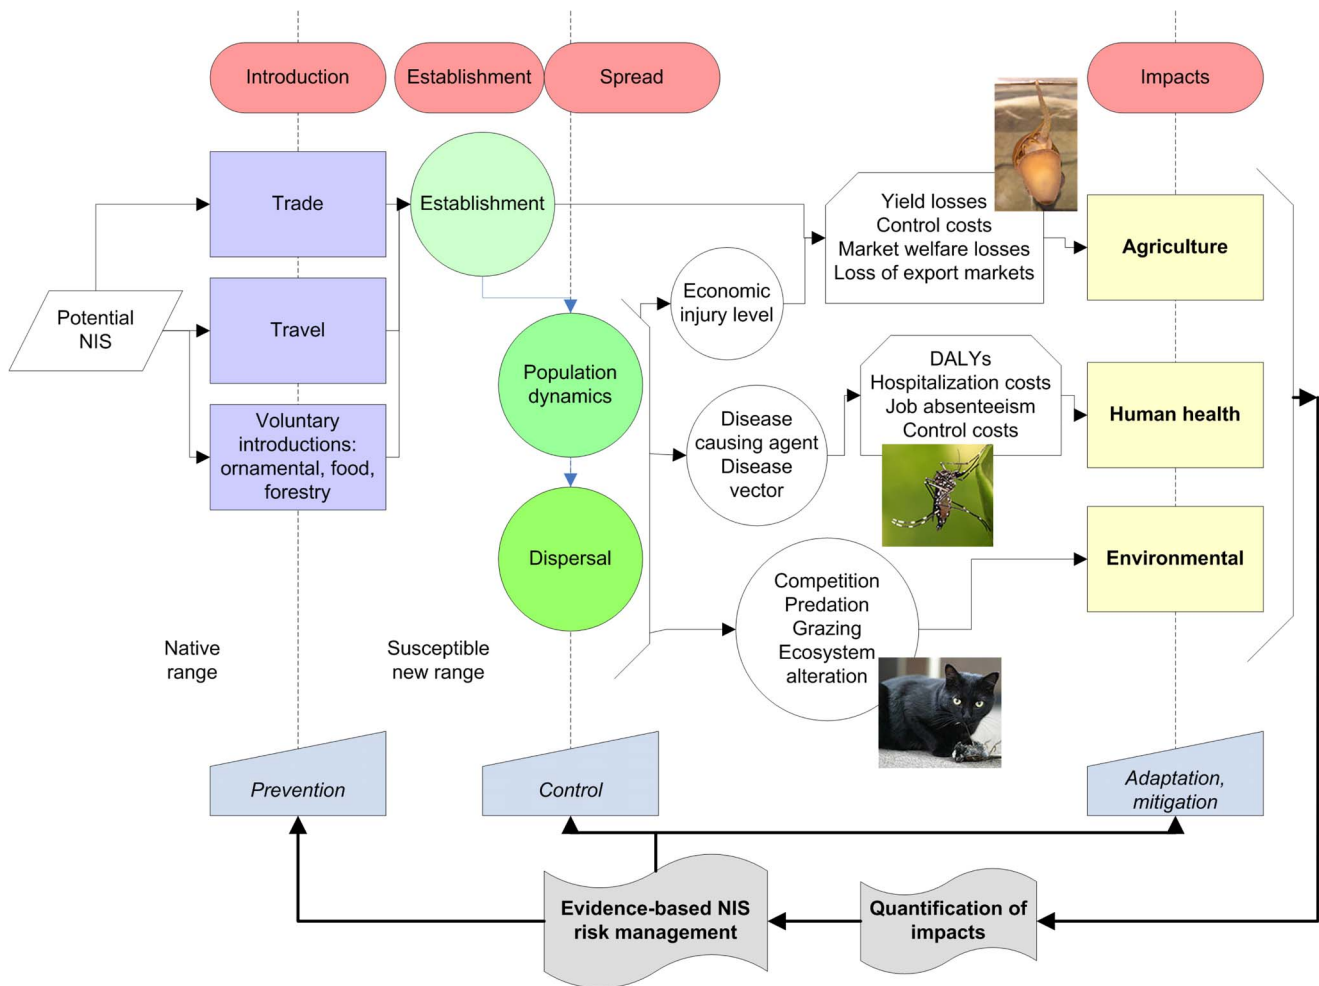 Introduction
Establishment
Spread
Impacts
Trade
Establishment
Yield losses
Control costs
Market welfare losses
Loss of export markets
Agriculture
Potential
NIS
Travel
Economic
injury level
Population
dynamics
DALYs
Hospitalization costs
Job absenteeism
Control costs
Human health
Voluntary
introductions:
ornamental, food,
forestry
Disease
causing agent
Disease
vector
Dispersal
Environmental
Competition
Predation
Grazing
Ecosystem
alteration
Native
range
Susceptible
new range
Prevention
Control
Adaptation,
mitigation
Evidence-based NIS
risk management
Quantification of
impacts